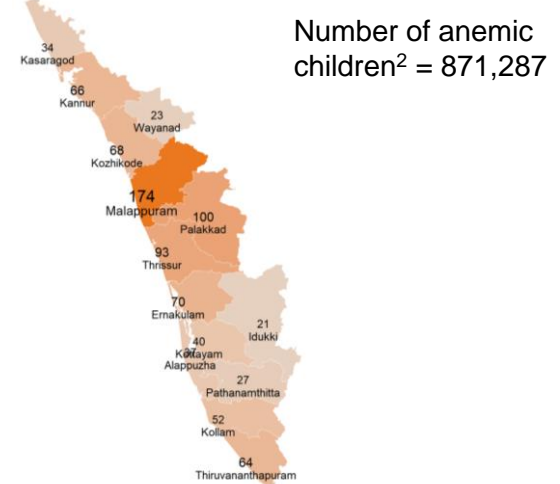 Number of anemic
children² = 871,287
34
Kasaragod
66
Kannur
23
Wayanad
68
Kozhikode
174
Malappuram
100
Palakkad
93
Thrissur
70
Ernakulam
21
Idukki
40
Kottayam
Alappuzha
27
Pathanamthitta
52
Kollam
64
Thiruvananthapuram